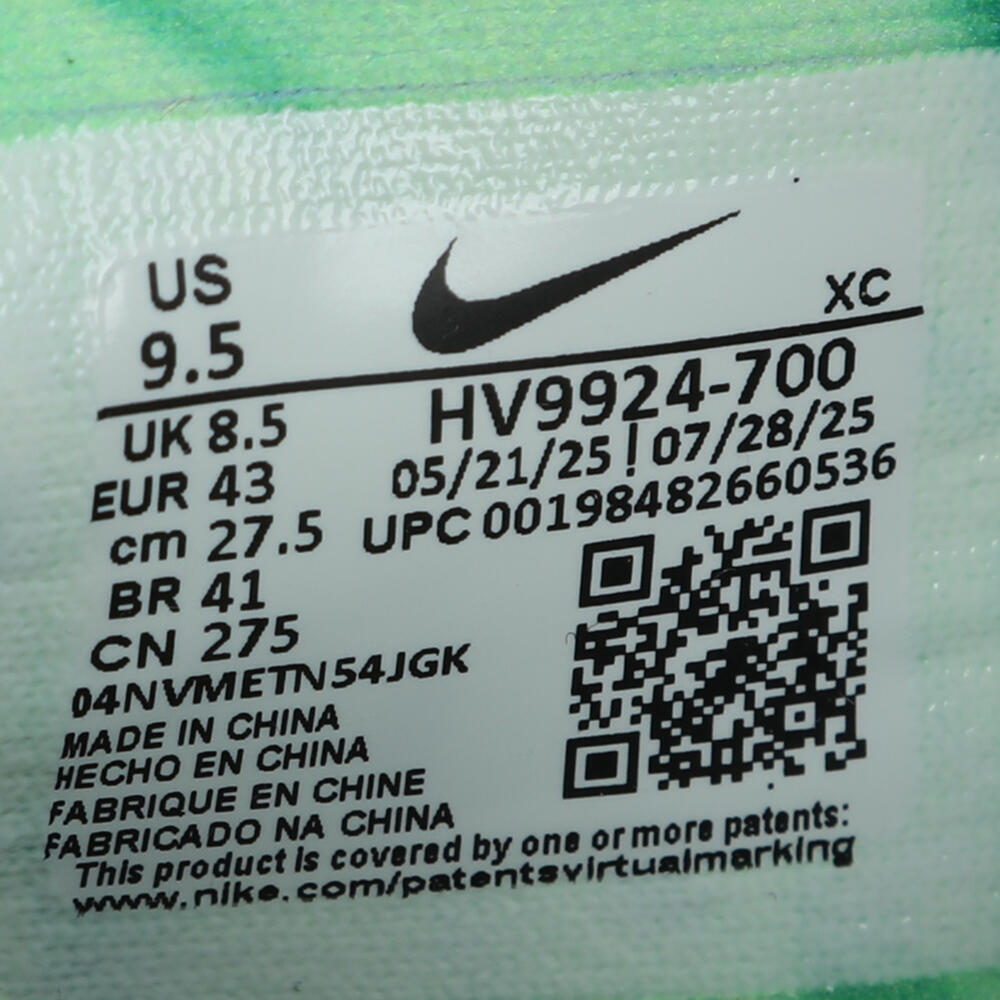 US
9.5
XC
UK 8.5
EUR 43
cm 27.5
BR 41
CN 275
HV9924-700
05/21/25 ! 07/28/25
UPC 00198482660536
04NVMETN54JGK
MADE IN CHINA
HECHO EN CHINA
FABRIQUE EN CHINE
FABRICADO NA CHINA
This product is covered by one or more patents:
www.nike.com/patentsvirtualmarking